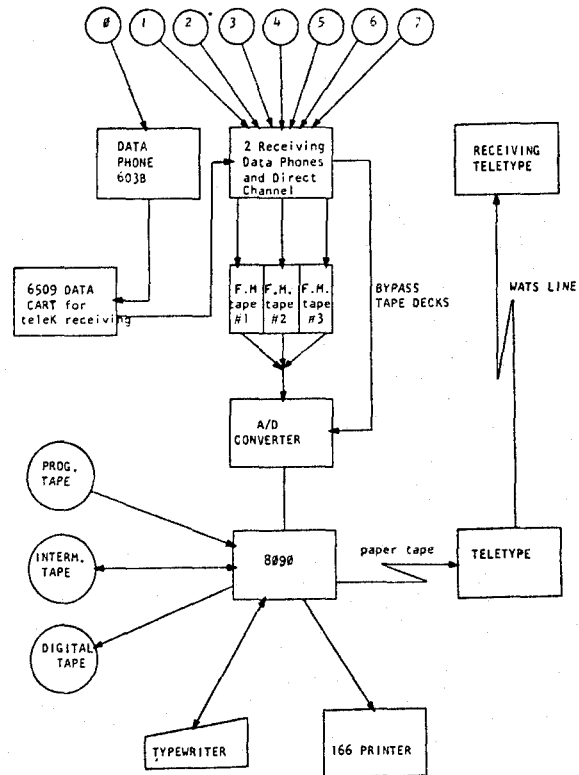 0 1 2 3 4 5 6 7
DATA
PHONE
603B
2 Receiving
Data Phones
and Direct
Channel
RECEIVING
TELETYPE
6509 DATA
CART for
teleK receiving
F.M
tape
#1
F.M.
tape
#2
F.M.
tape
#3
BYPASS
TAPE DECKS
WATS LINE
A/D
CONVERTER
PROG.
TAPE
INTERM.
TAPE
8090
paper tape
TELETYPE
DIGITAL
TAPE
TYPEWRITER
166 PRINTER